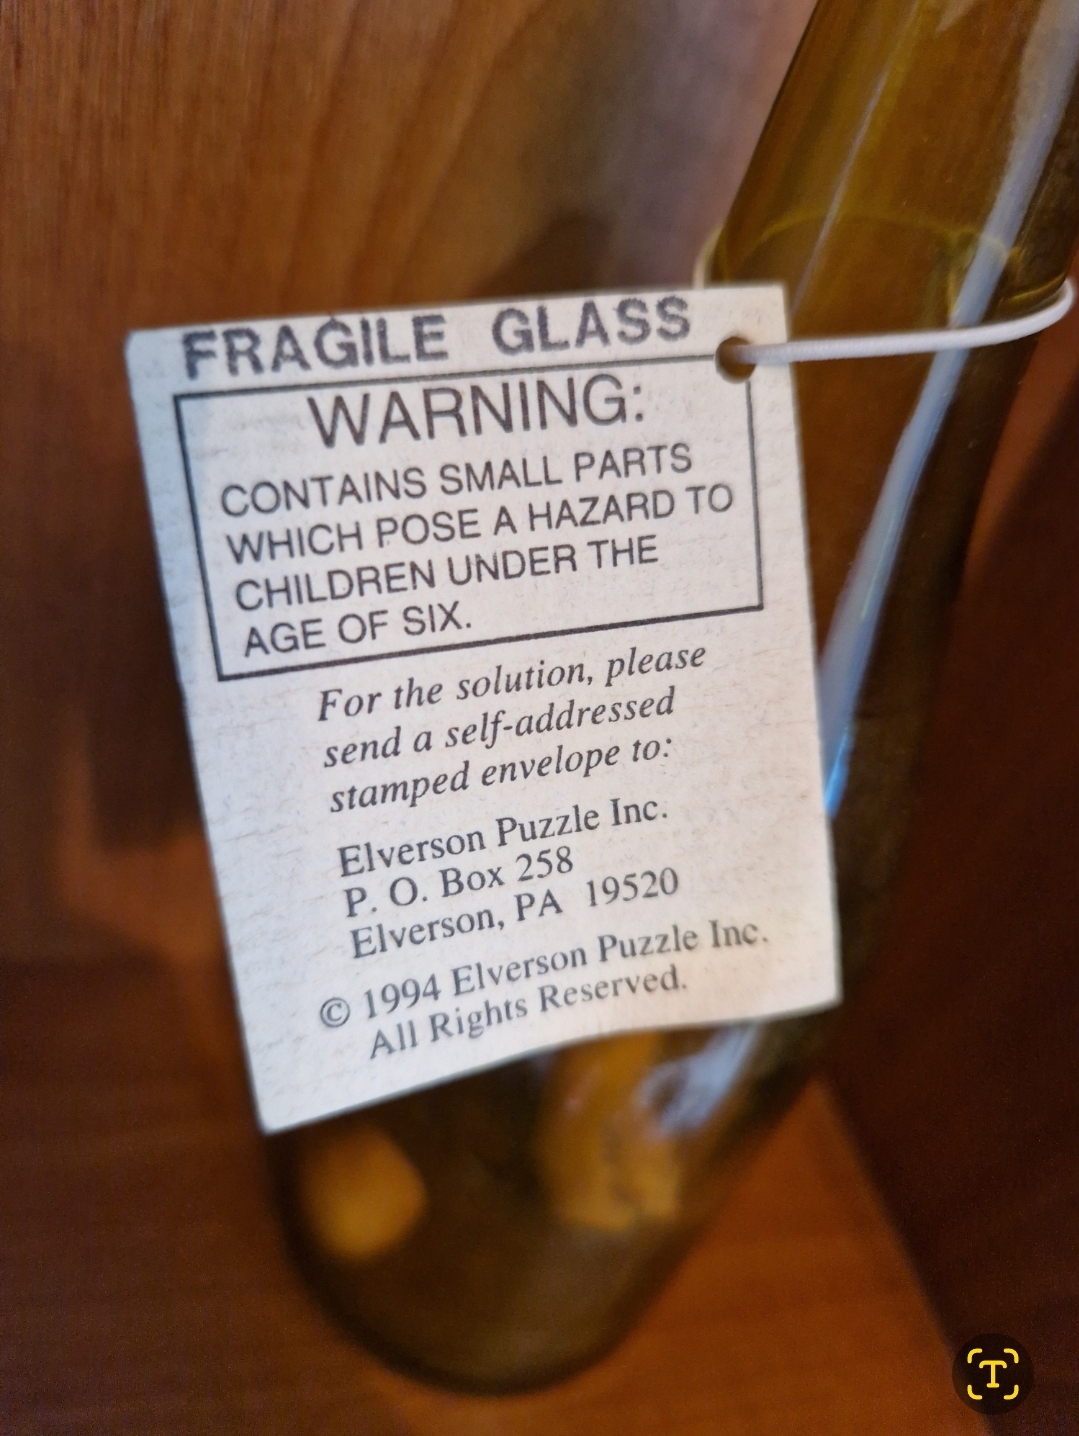 FRAGILE GLASS
WARNING:
CONTAINS SMALL PARTS
WHICH POSE A HAZARD TO
CHILDREN UNDER THE
AGE OF SIX.
For the solution, please
send a self-addressed
stamped envelope to:
Elverson Puzzle Inc.
P. O. Box 258
Elverson, PA 19520
© 1994 Elverson Puzzle Inc.
All Rights Reserved.